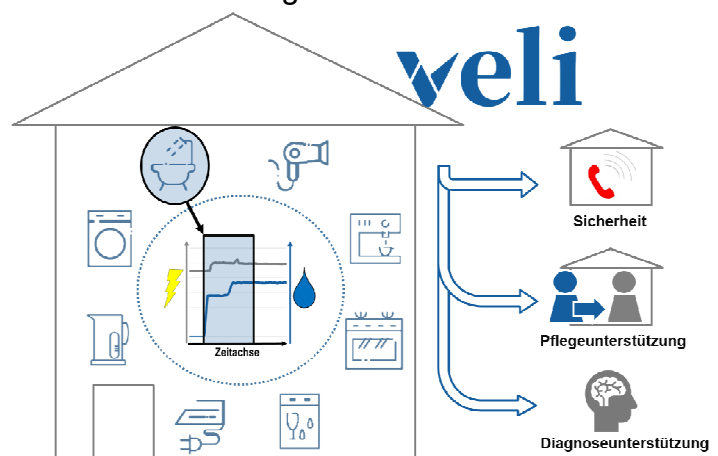 veli
Sicherheit
Pflegeunterstützung
Zeitachse
Diagnoseunterstützung